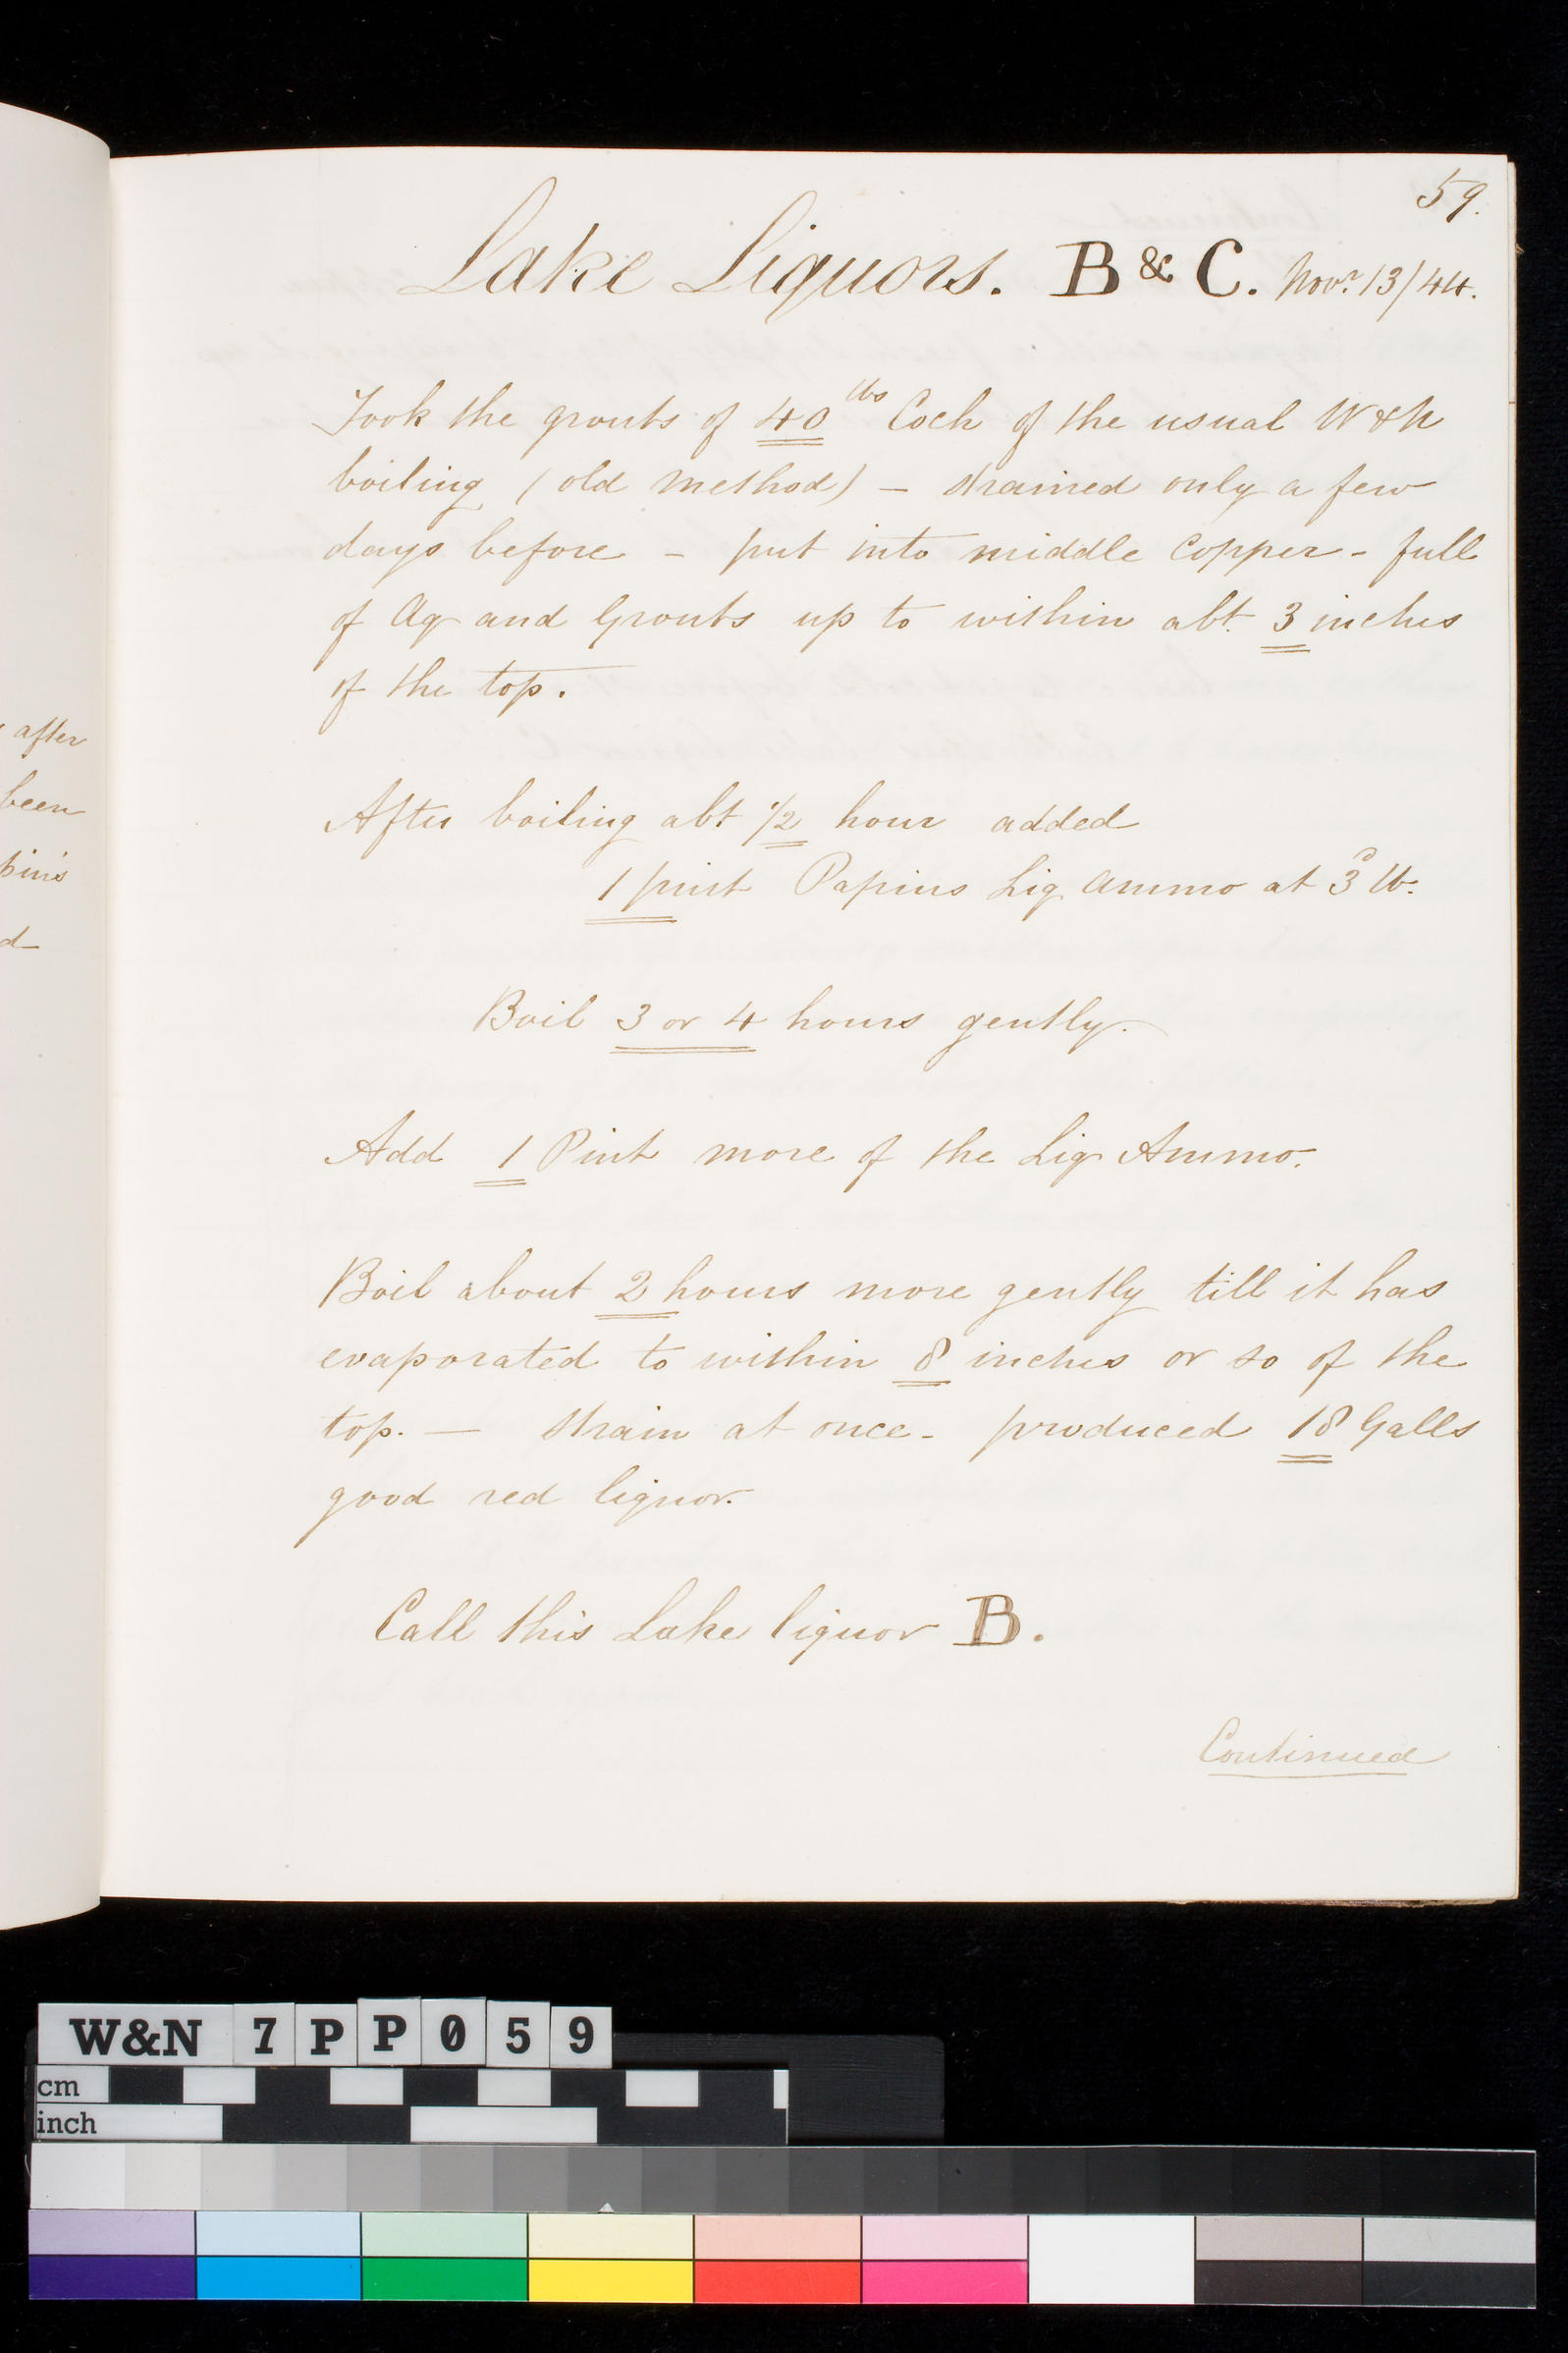 59.
Lake Liquors. B & C. Novr. 13/44.
Took the grouts of 40 lbs Coch of the usual W & N
boiling (old method) - strained only a few
days before - put into middle copper - full
of Aq and Grouts up to within abt. 3 inches
of the top.
After boiling abt 1/2 hour added
1 pint Papins Liq Ammo at 3d lb.
Boil 3 or 4 hours gently.
Add 1 Pint more of the Liq Ammo.
Boil about 2 hours more gently till it has
evaporated to within 8 inches or so of the
top. — strain at once - produced 18 Galls
good red liquor.
Call this Lake liquor B.
Continued
after
been
pin's
d
W&N 7PP059
cm
inch